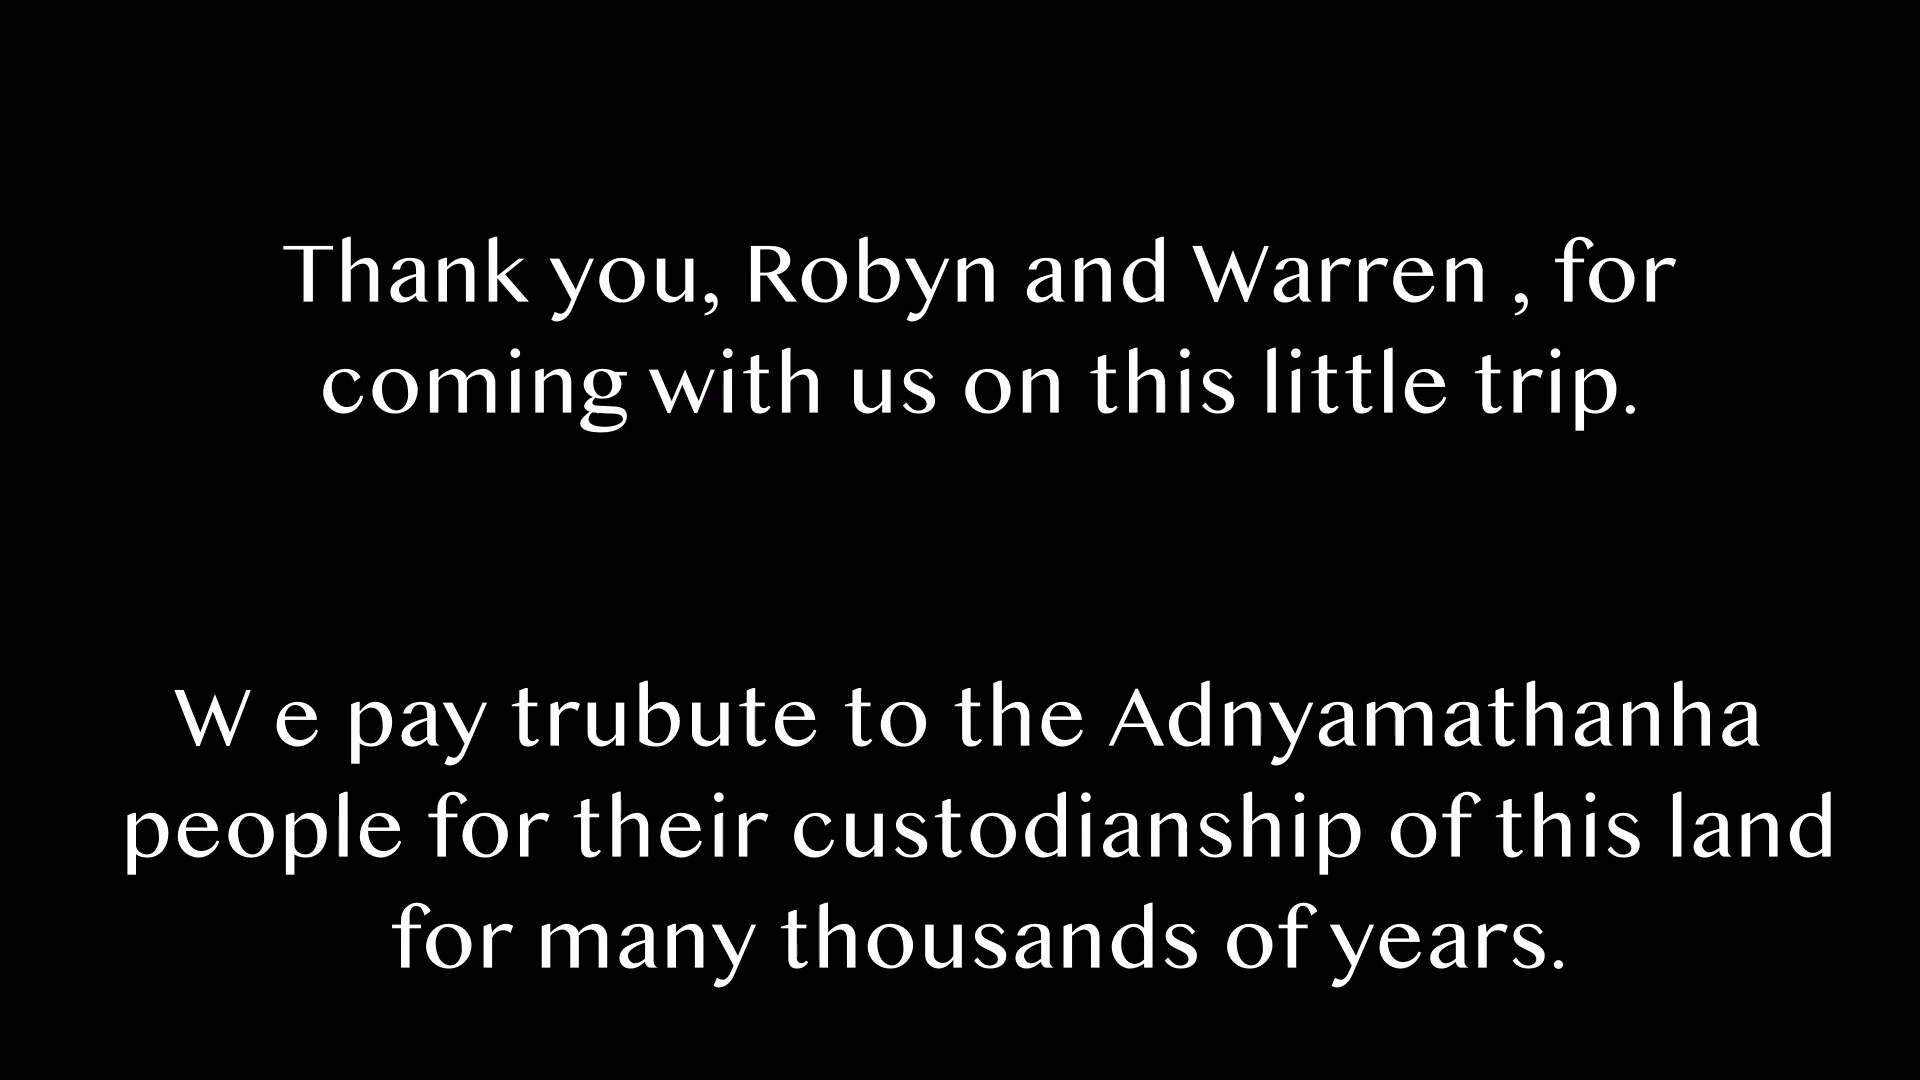 Thank you, Robyn and Warren , for
coming with us on this little trip.
W e pay trubute to the Adnyamathanha
people for their custodianship of this land
for many thousands of years.